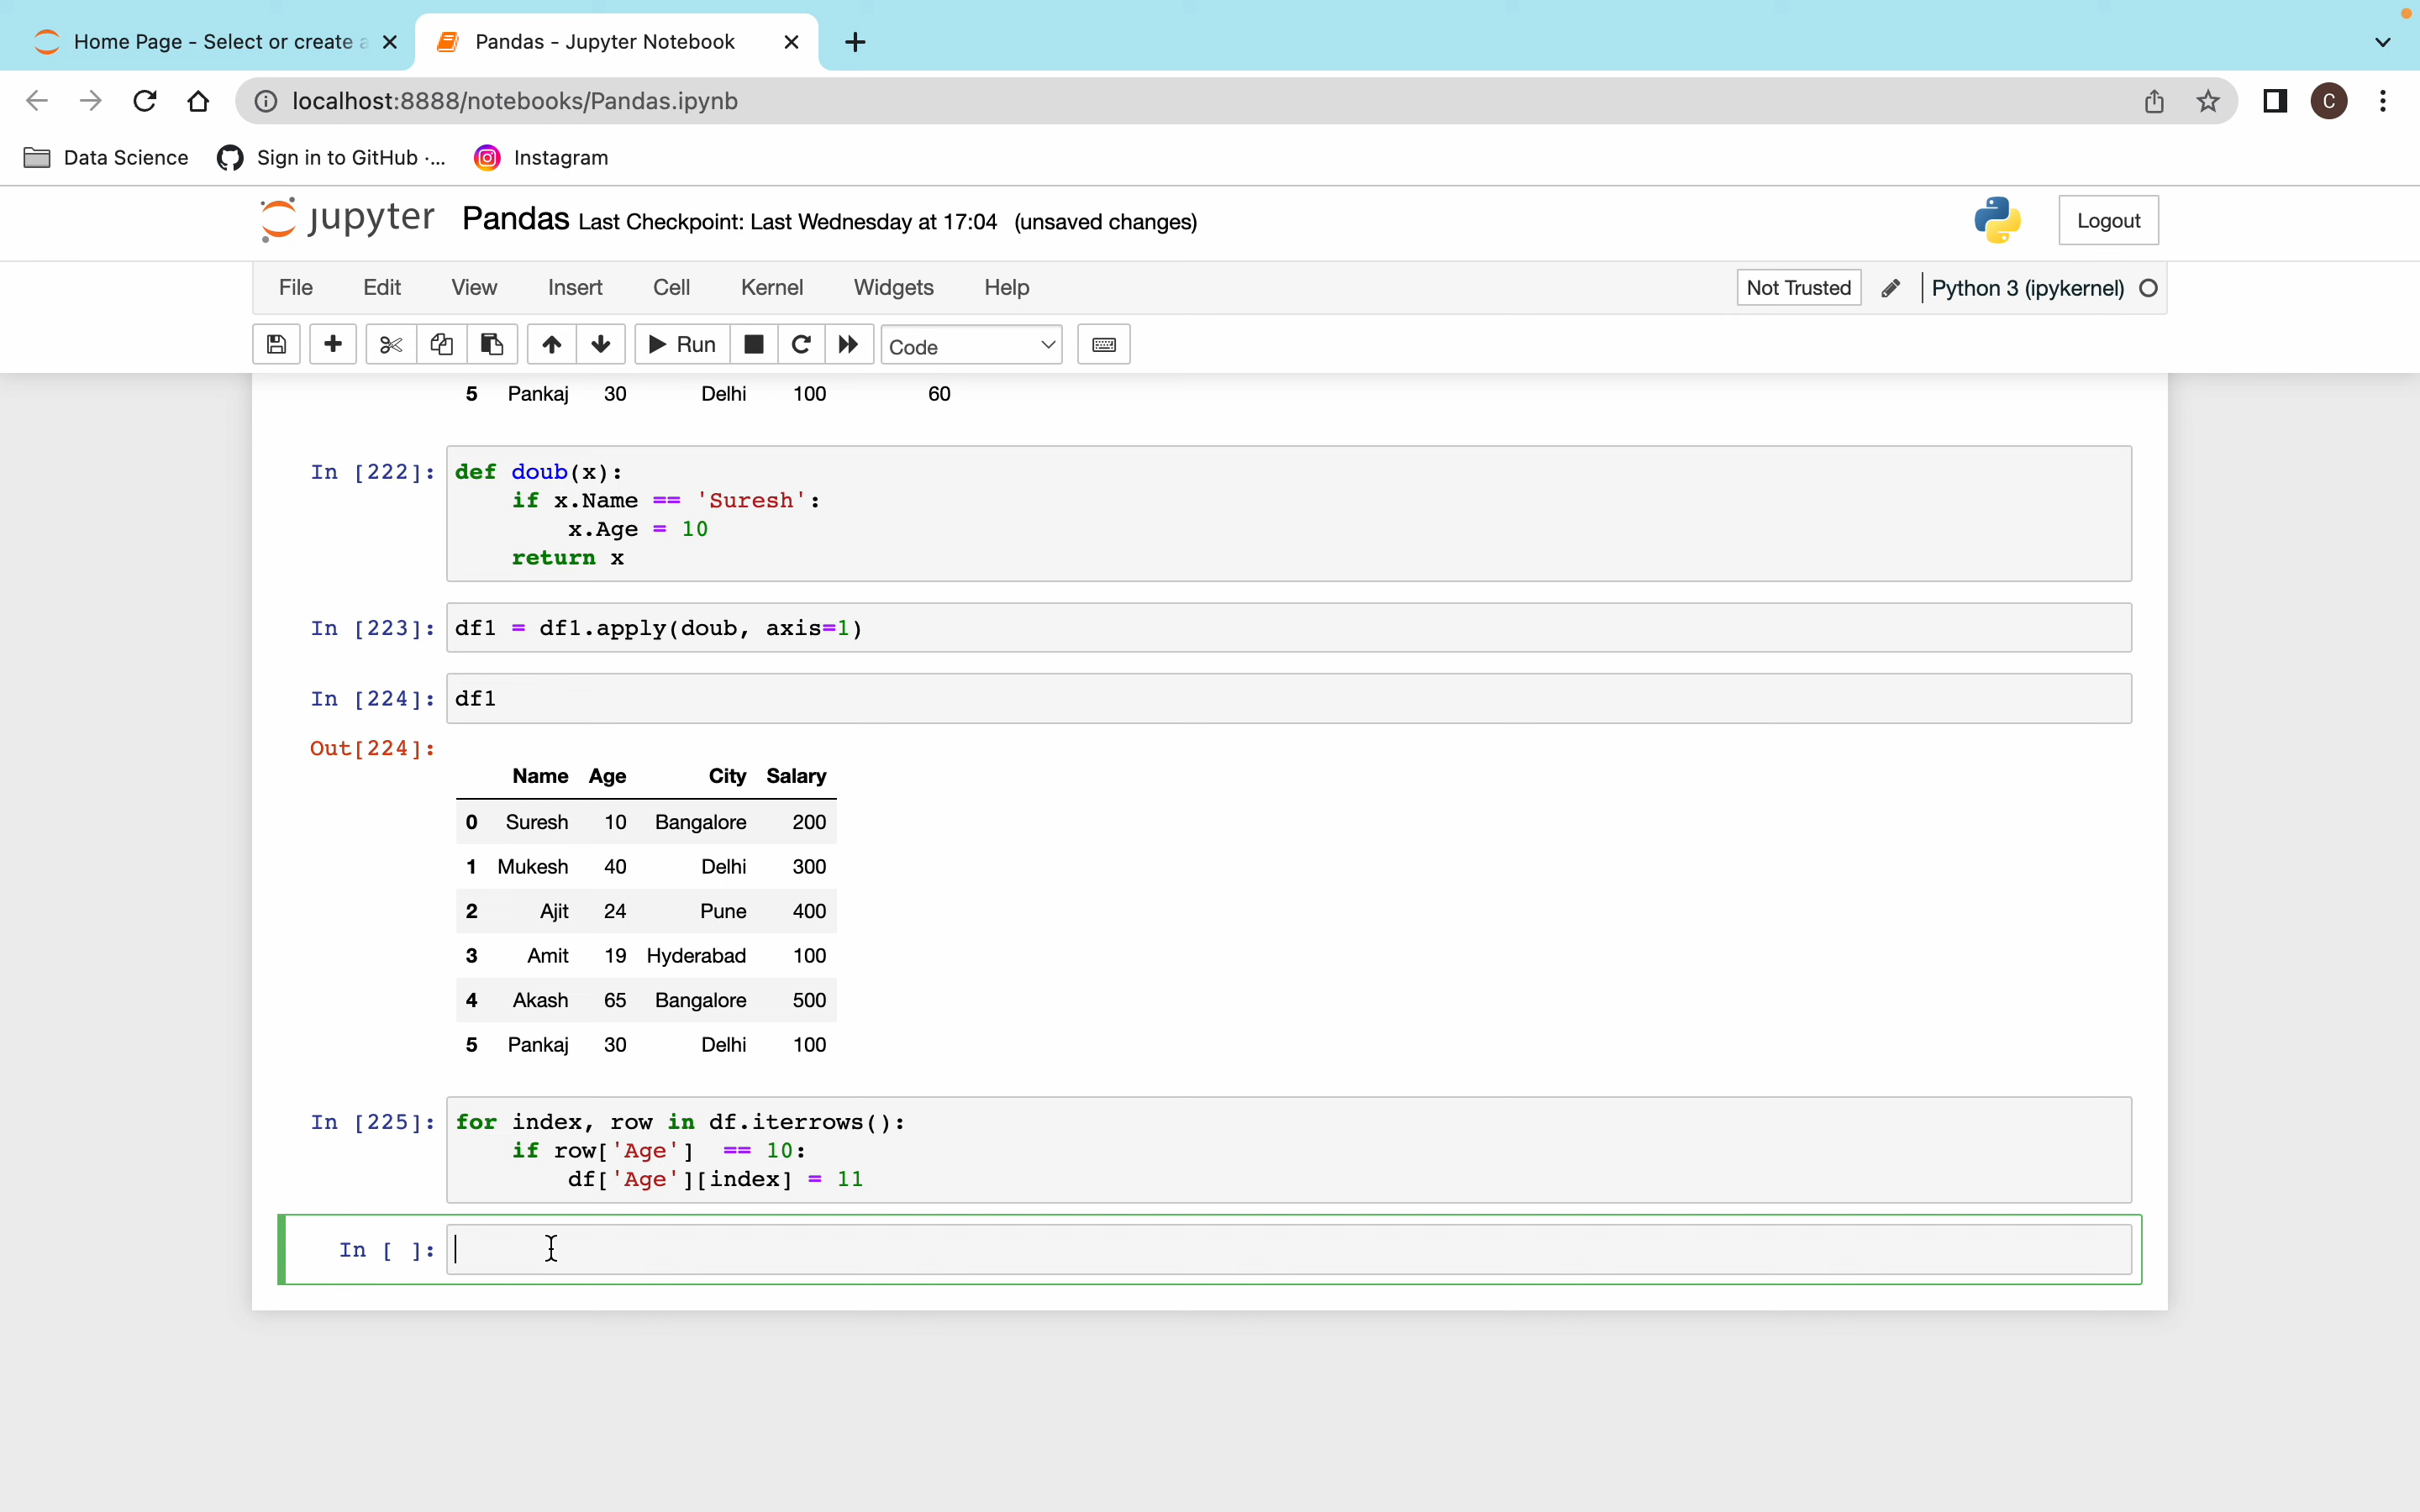 Home Page - Select or create a
Pandas - Jupyter Notebook
localhost:8888/notebooks/Pandas.ipynb
C
Data Science
Sign in to GitHub ·...
Instagram
jupyter Pandas Last Checkpoint: Last Wednesday at 17:04 (unsaved changes)
Logout
File Edit View Insert Cell Kernel Widgets Help
Not Trusted
Python 3 (ipykernel)
Run
Code
5 Pankaj 30 Delhi 100 60
In [222]: def doub(x):
if x.Name == 'Suresh':
x.Age = 10
return x
In [223]: df1 = df1.apply(doub, axis=1)
In [224]: df1
Out[224]:
Name Age City Salary
0 Suresh 10 Bangalore 200
1 Mukesh 40 Delhi 300
2 Ajit 24 Pune 400
3 Amit 19 Hyderabad 100
4 Akash 65 Bangalore 500
5 Pankaj 30 Delhi 100
In [225]: for index, row in df.iterrows():
if row['Age'] == 10:
df['Age'][index] = 11
In [ ]: